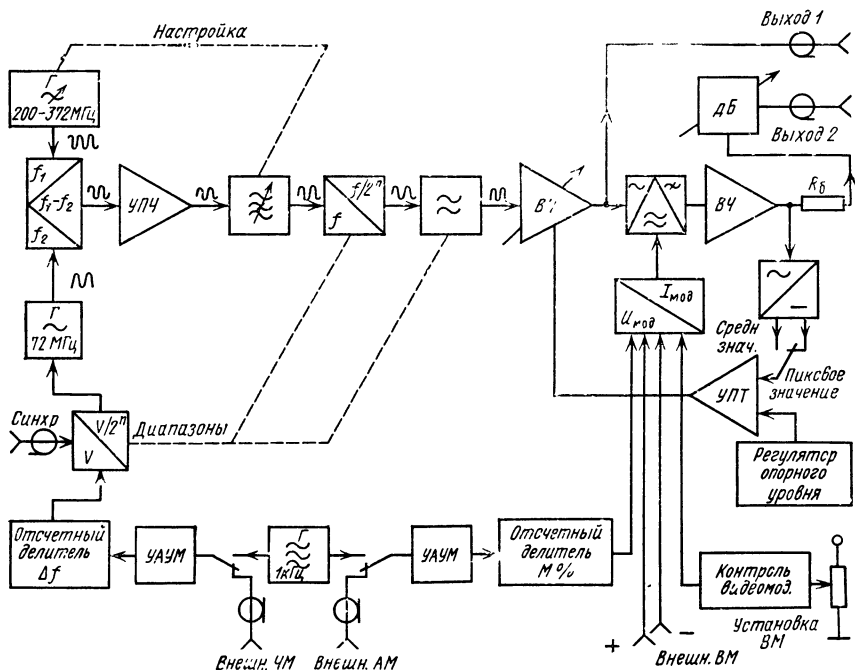 Настройка
Выход 1
Г
200-372МГц
дБ
Выход 2
f₁
f₁-f₂
f₂
УПЧ
f/2ⁿ
f
ВЧ
ВЧ
Rб
Г
72 МГц
Iмод
Uмод
Средн
знач.
Пиковое
значение
УПТ
Синхр
V/2ⁿ
V
Диапазоны
Регулятор
опорного
уровня
Отсчетный
делитель
Δf
УАУМ
Г
1кГц
УАУМ
Отсчетный
делитель
М%
Контроль
видеомод.
Установка
ВМ
+
-
Внешн. ЧМ
Внешн. АМ
Внешн. ВМ